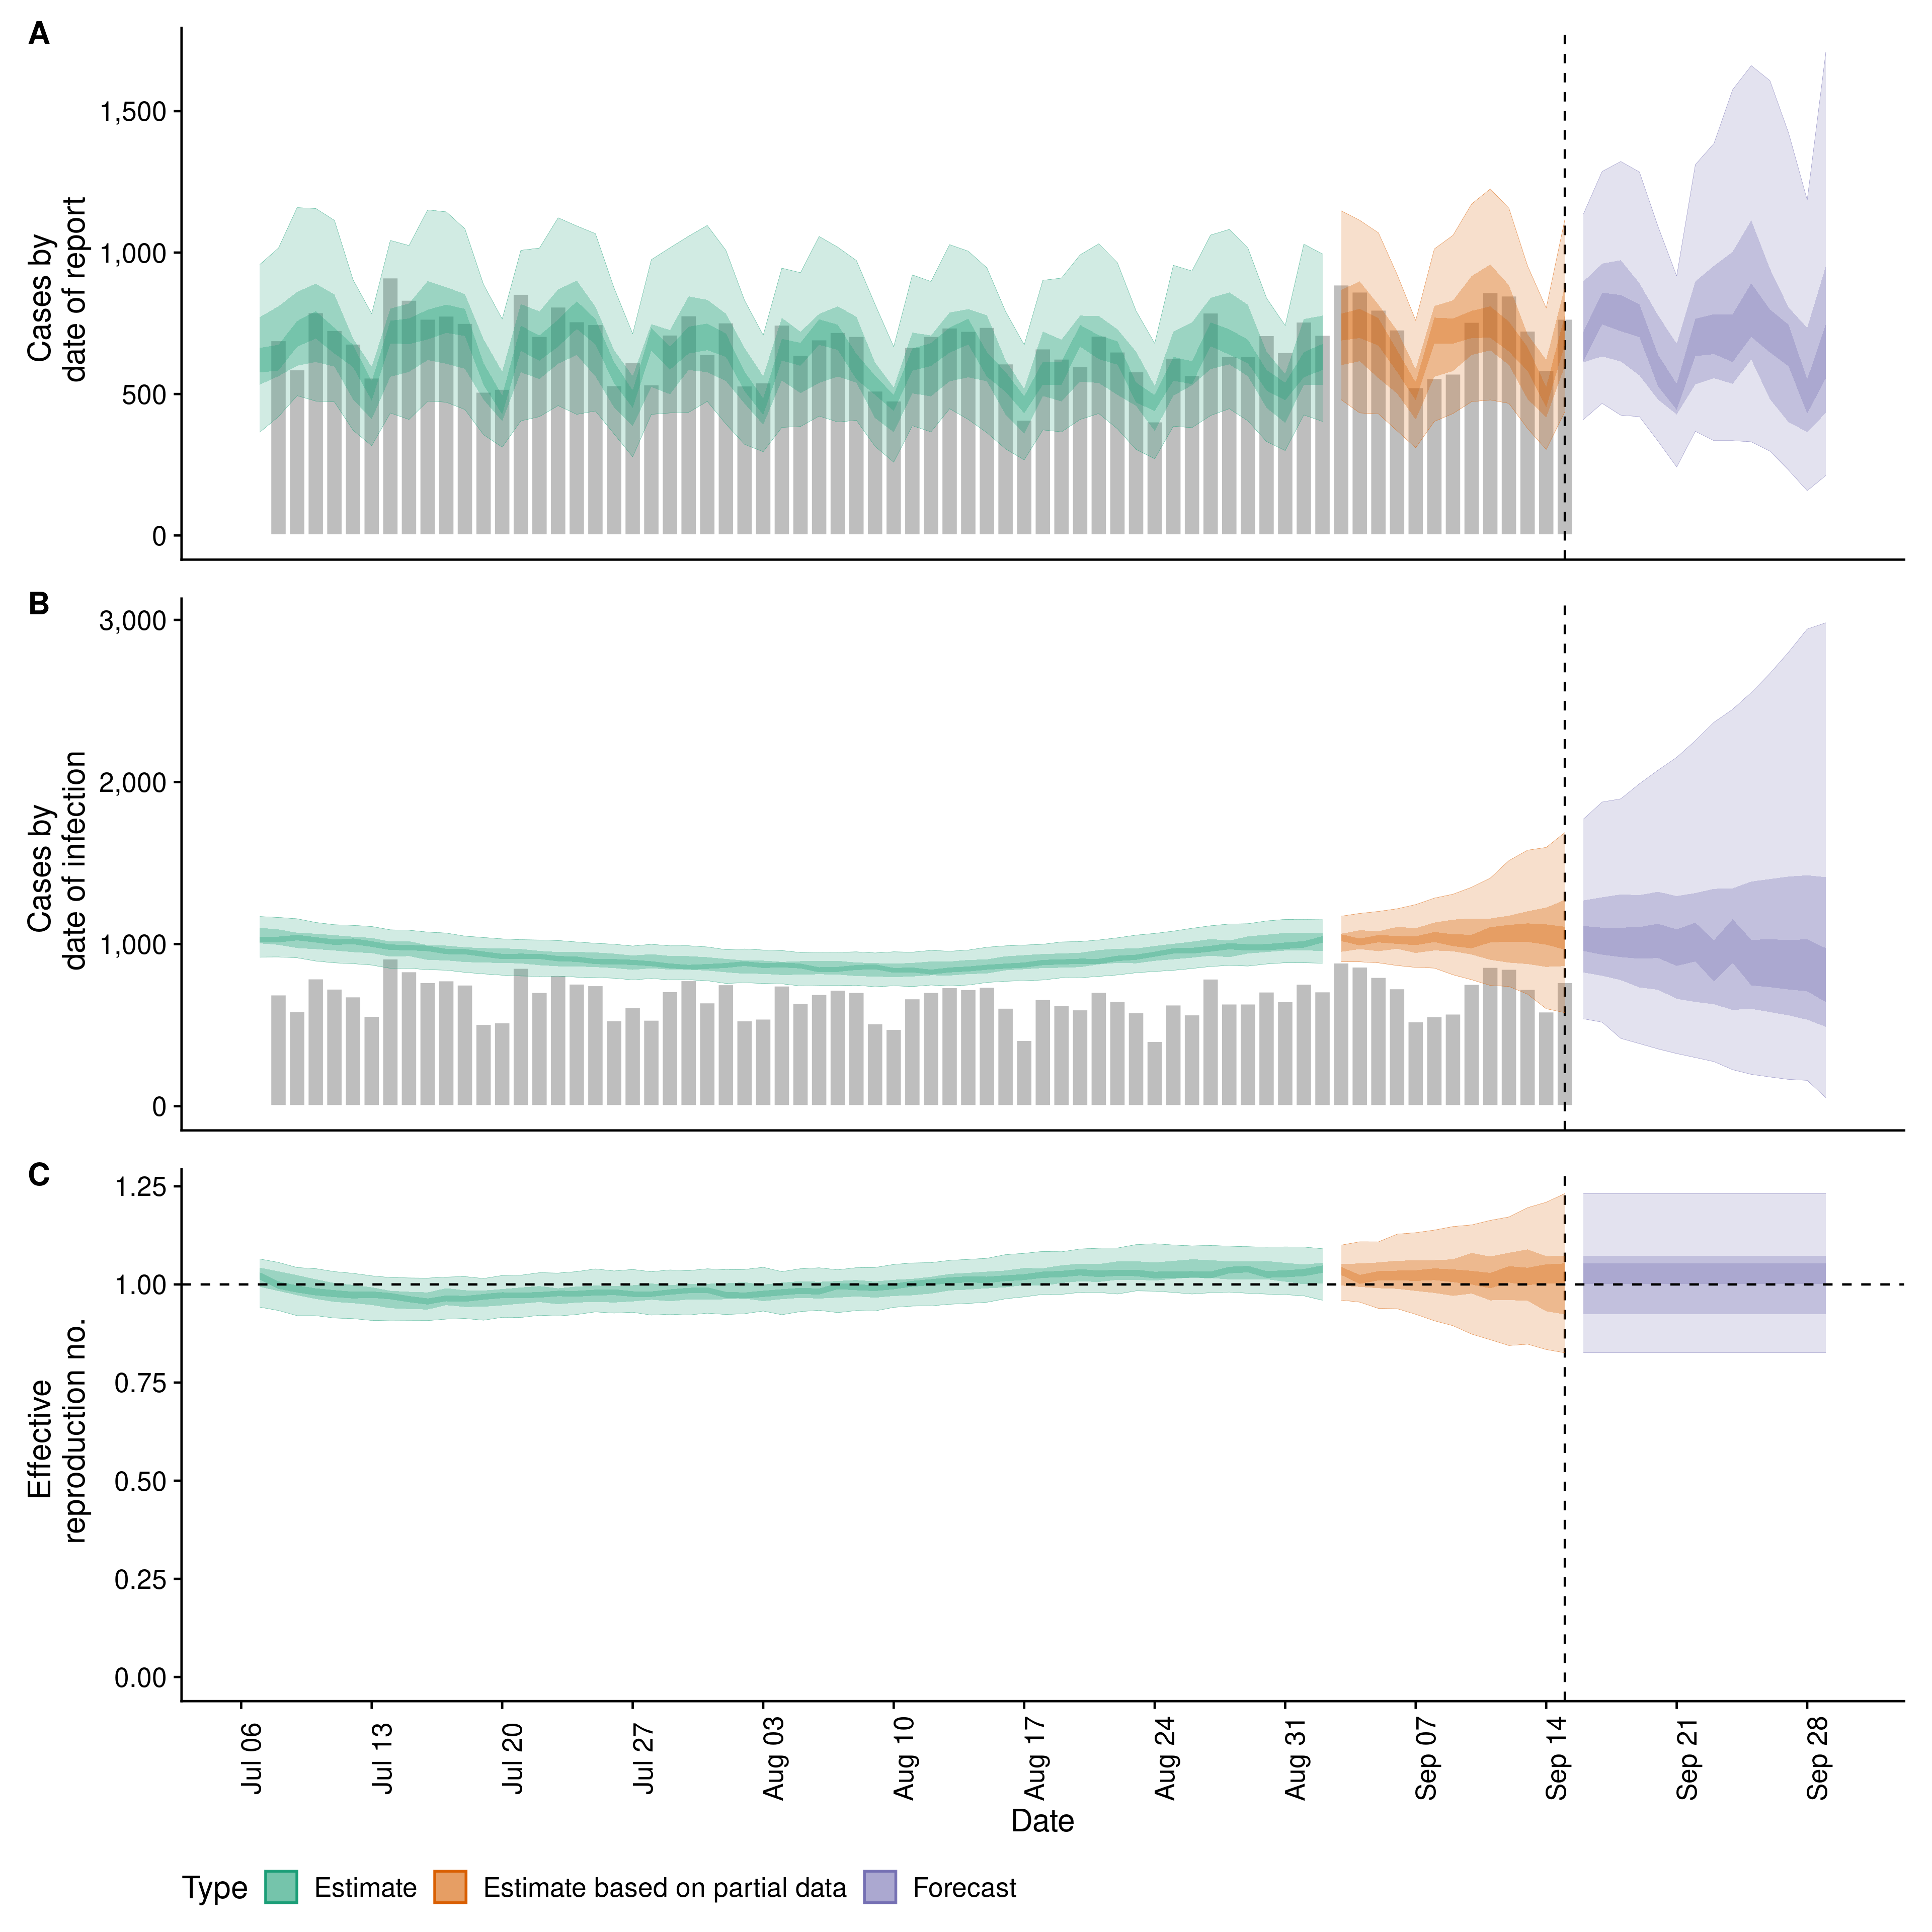 A
Cases by
date of report
1,500
1,000
500
0
B
Cases by
date of infection
3,000
2,000
1,000
0
C
Effective
reproduction no.
1.25
1.00
0.75
0.50
0.25
0.00
Jul 06
Jul 13
Jul 20
Jul 27
Aug 03
Aug 10
Aug 17
Aug 24
Aug 31
Sep 07
Sep 14
Sep 21
Sep 28
Date
Type Estimate Estimate based on partial data Forecast